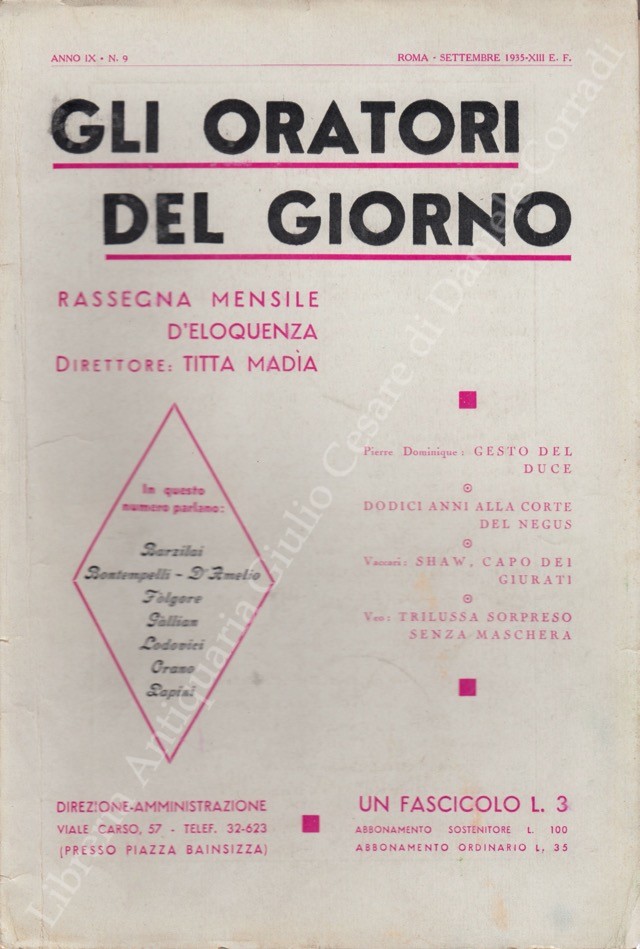 ANNO IX - N. 9
ROMA - SETTEMBRE 1935-XIII E. F.
GLI ORATORI
DEL GIORNO
RASSEGNA MENSILE
D'ELOQUENZA
DIRETTORE: TITTA MADÌA
In questo
numero parlano:
Barzilai
Bontempelli - D'Amelio
Fòlgore
Gàllian
Lodovici
Orano
Papini
Pierre Dominique: GESTO DEL
DUCE
DODICI ANNI ALLA CORTE
DEL NEGUS
Vaccari: SHAW, CAPO DEI
GIURATI
Veo: TRILUSSA SORPRESO
SENZA MASCHERA
DIREZIONE-AMMINISTRAZIONE
VIALE CARSO, 57 - TELEF. 32-623
(PRESSO PIAZZA BAINSIZZA)
UN FASCICOLO L. 3
ABBONAMENTO SOSTENITORE L. 100
ABBONAMENTO ORDINARIO L. 35
Libreria Antiquaria Giulio Cesare di Daniele Corradi